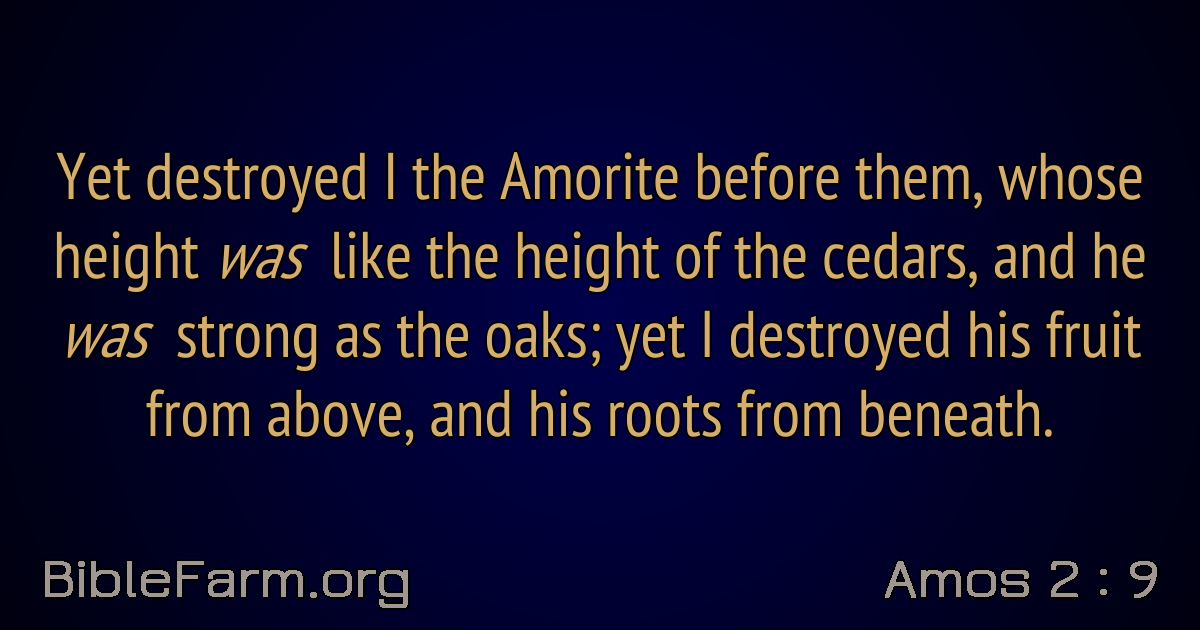 Yet destroyed I the Amorite before them, whose
height was like the height of the cedars, and he
was strong as the oaks; yet I destroyed his fruit
from above, and his roots from beneath.
BibleFarm.org
Amos 2 : 9